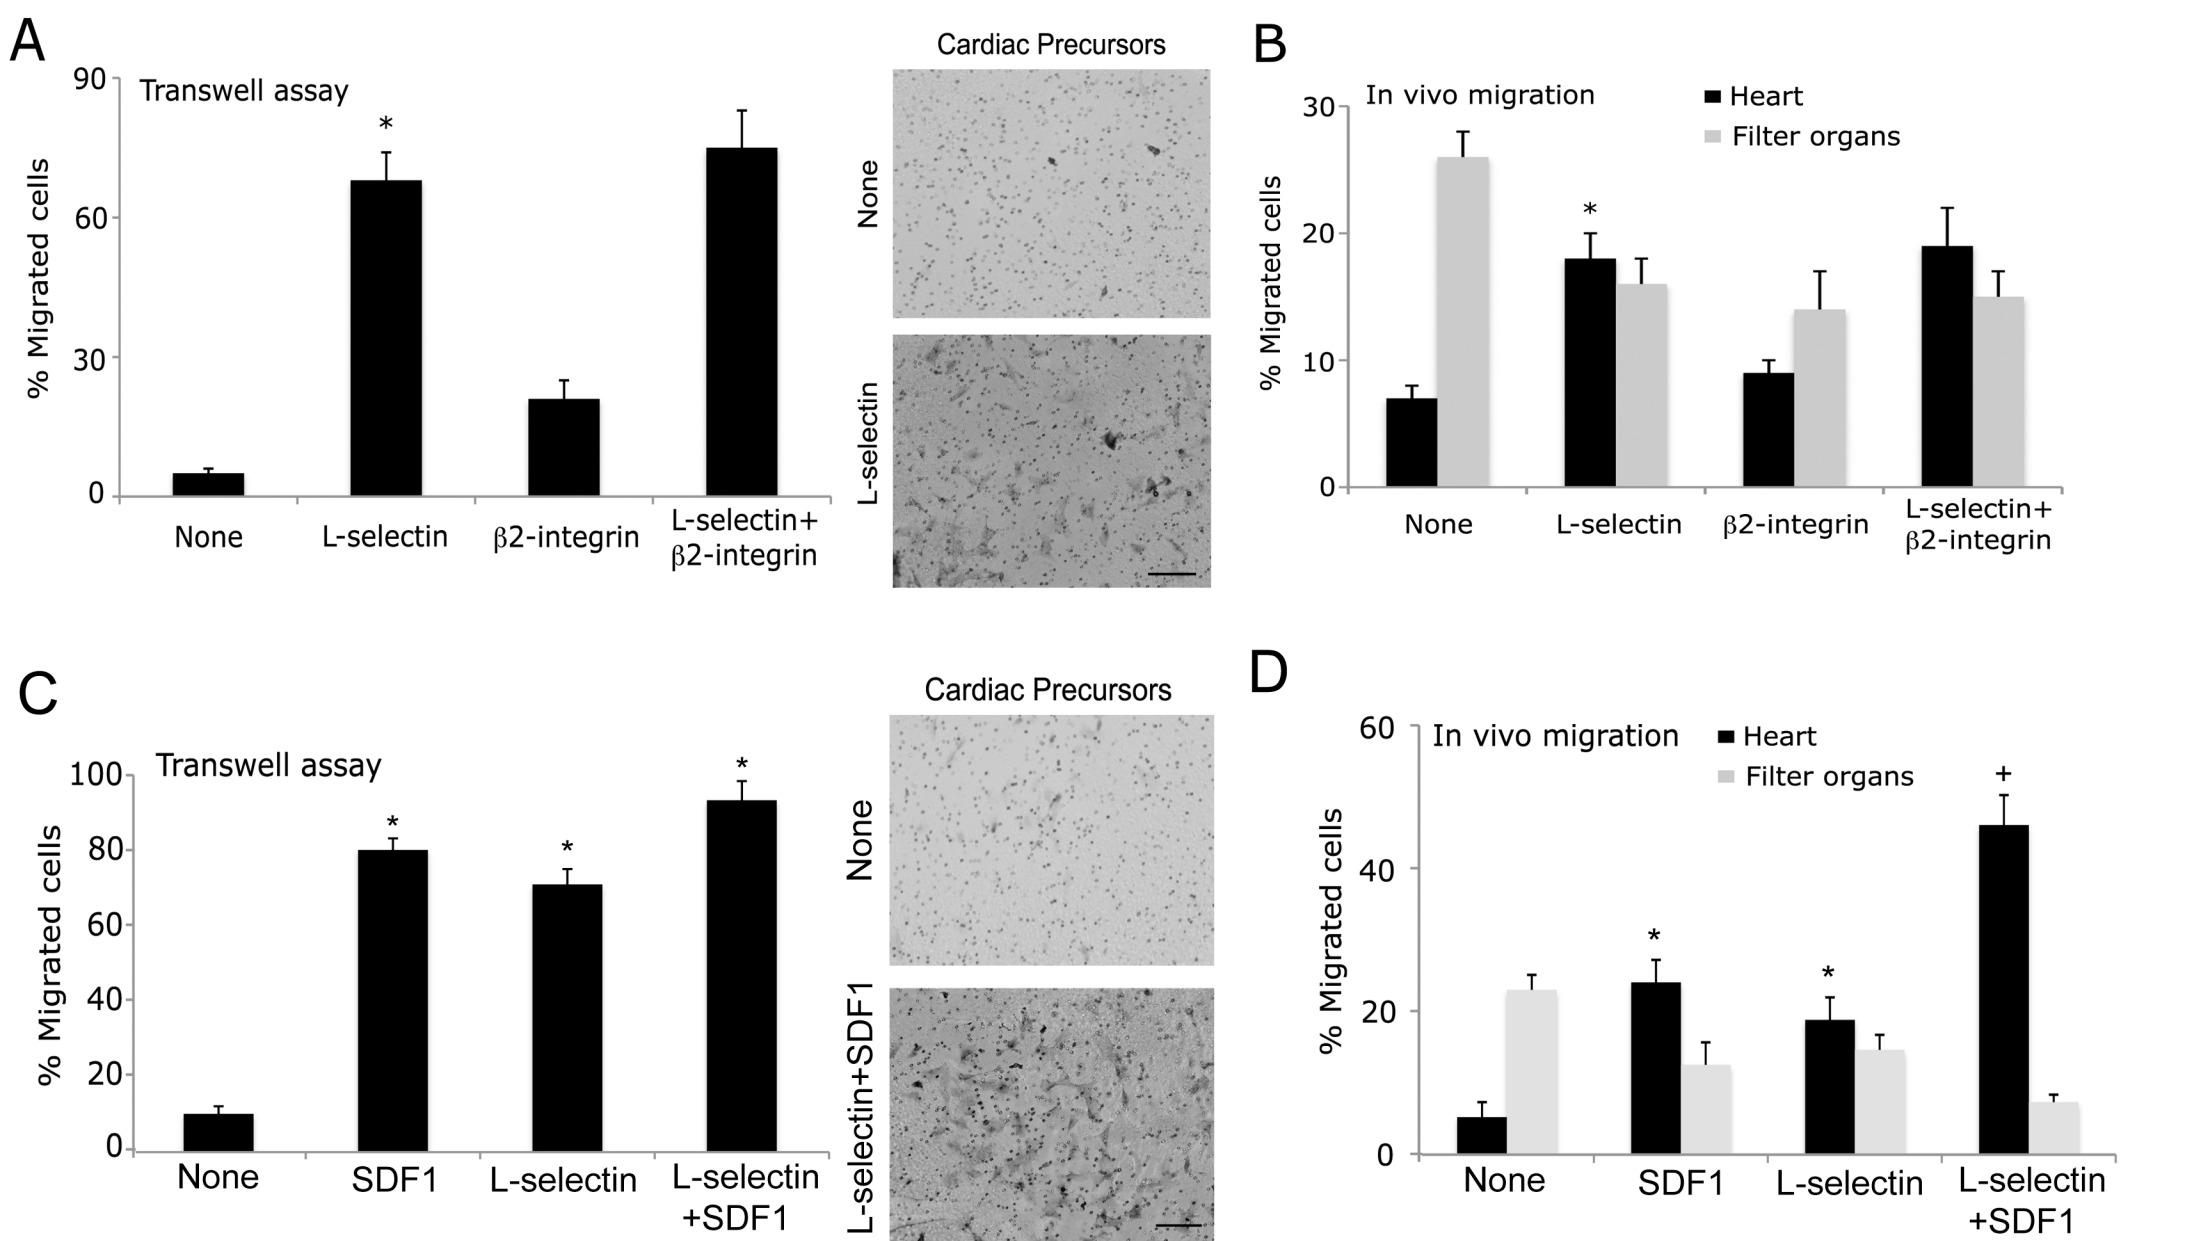 A
Transwell assay
% Migrated cells
90
60
30
0
*
None
L-selectin
β2-integrin
L-selectin+
β2-integrin
Cardiac Precursors
None
L-selectin
B
In vivo migration
Heart
Filter organs
% Migrated cells
30
20
10
0
*
None
L-selectin
β2-integrin
L-selectin+
β2-integrin
C
Transwell assay
% Migrated cells
100
80
60
40
20
0
*
*
*
None
SDF1
L-selectin
L-selectin
+SDF1
Cardiac Precursors
None
L-selectin+SDF1
D
In vivo migration
Heart
Filter organs
% Migrated cells
60
40
20
0
*
*
+
None
SDF1
L-selectin
L-selectin
+SDF1